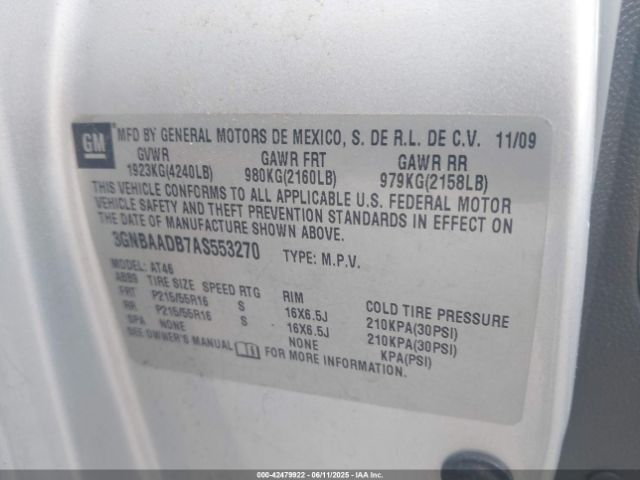 GM MFD BY GENERAL MOTORS DE MEXICO, S. DE R.L. DE C.V. 11/09
GVWR GAWR FRT GAWR RR
1923KG(4240LB) 980KG(2160LB) 979KG(2158LB)
THIS VEHICLE CONFORMS TO ALL APPLICABLE U.S. FEDERAL MOTOR
VEHICLE SAFETY AND THEFT PREVENTION STANDARDS IN EFFECT ON
THE DATE OF MANUFACTURE SHOWN ABOVE.
3GNBAADB7AS553270 TYPE: M.P.V.
MODEL: AT46
ABB9 TIRE SIZE SPEED RTG RIM COLD TIRE PRESSURE
FRT P215/55R16 S 16X6.5J 210KPA(30PSI)
RR P215/55R16 S 16X6.5J 210KPA(30PSI)
SPA NONE NONE KPA(PSI)
SEE OWNER'S MANUAL FOR MORE INFORMATION.
000-42479922 - 06/11/2025 - IAAI.COM